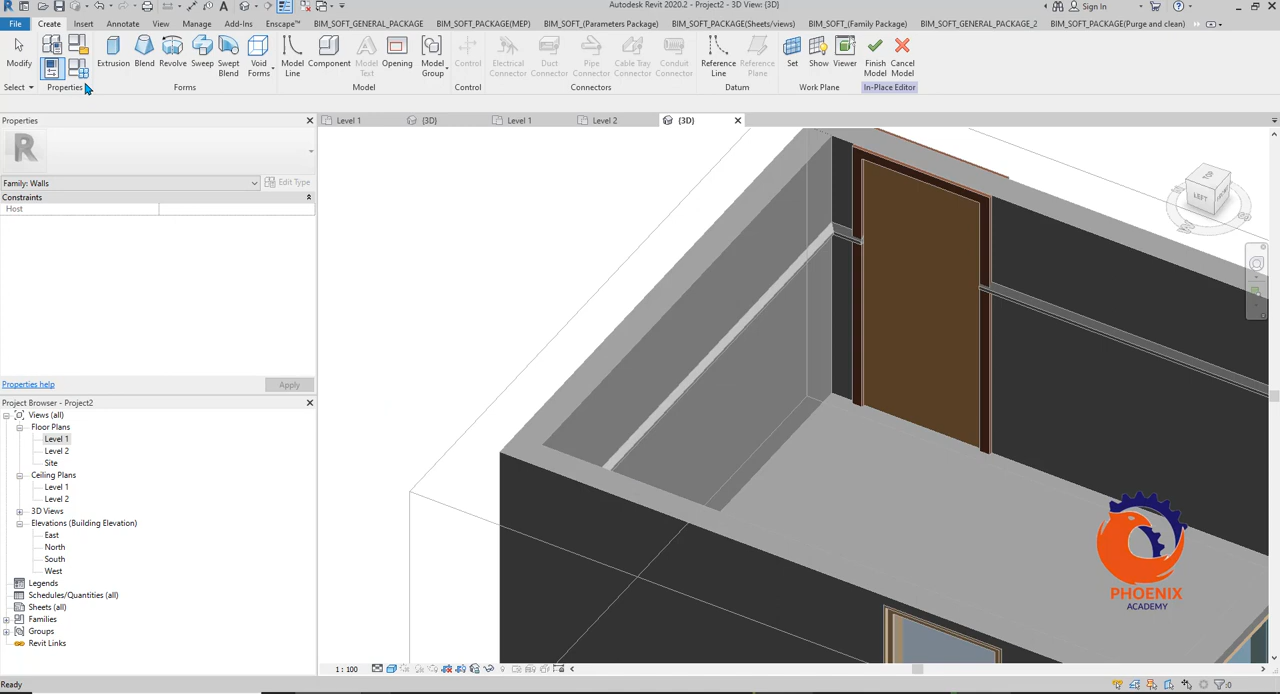 Autodesk Revit 2020.2 - Project2 - 3D View: {3D}
Sign In
File
Create
Insert
Annotate
View
Manage
Add-Ins
Enscape™
BIM_SOFT_GENERAL_PACKAGE
BIM_SOFT_PACKAGE(MEP)
BIM_SOFT_(Parameters Package)
BIM_SOFT_PACKAGE(Sheets/views)
BIM_SOFT_(Family Package)
BIM_SOFT_GENERAL_PACKAGE_2
BIM_SOFT_PACKAGE(Purge and clean)
Modify
Extrusion
Blend
Revolve
Sweep
Swept Blend
Void Forms
Model Line
Component
Model Text
Opening
Model Group
Control
Electrical Connector
Duct Connector
Pipe Connector
Cable Tray Connector
Conduit Connector
Reference Line
Reference Plane
Set
Show
Viewer
Finish Model
Cancel Model
Select
Properties
Forms
Model
Control
Connectors
Datum
Work Plane
In-Place Editor
Properties
Level 1
{3D}
Level 1
Level 2
{3D}
R
Family: Walls
Edit Type
Constraints
Host
Properties help
Apply
Project Browser - Project2
Views (all)
Floor Plans
Level 1
Level 2
Site
Ceiling Plans
Level 1
Level 2
3D Views
Elevations (Building Elevation)
East
North
South
West
Legends
Schedules/Quantities (all)
Sheets (all)
Families
Groups
Revit Links
TOP
LEFT
PHOENIX
ACADEMY
1 : 100
Ready
:0